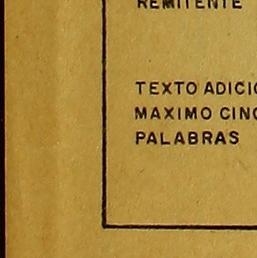 REMITENTE
TEXTO ADICIO
MAXIMO CINC
PALABRAS